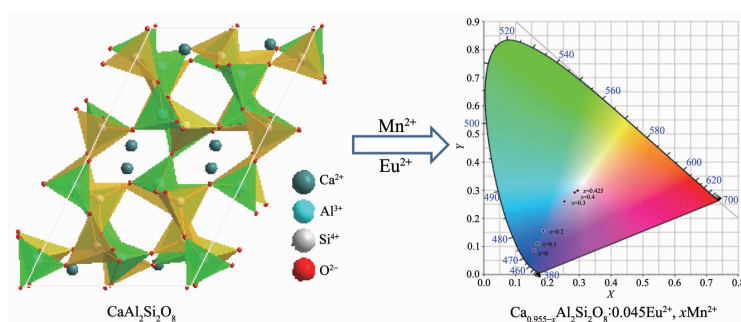 Ca²⁺
Al³⁺
Si⁴⁺
O²⁻
CaAl₂Si₂O₈
Mn²⁺
Eu²⁺
0.9
0.8
0.7
0.6
0.5
0.4
0.3
0.2
0.1
0.0
Y
520
540
560
580
600
620
700
500
490
480
470
460
380
x=0.425
x=0.4
x=0.3
x=0.2
x=0.1
x=0
0.0 0.1 0.2 0.3 0.4 0.5 0.6 0.7 0.8
X
Ca₀.₉₅₅₋ₓAl₂Si₂O₈:0.045Eu²⁺, xMn²⁺